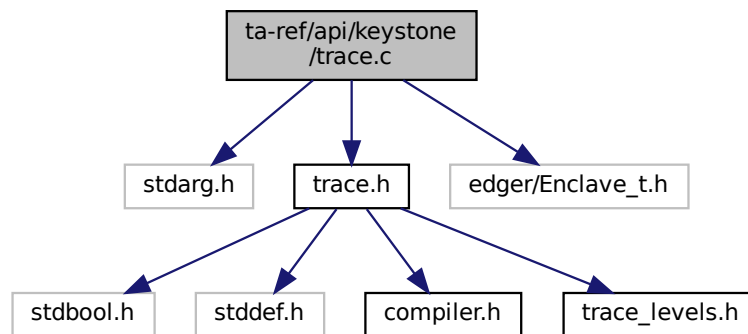 ta-ref/api/keystone
/trace.c
stdarg.h
trace.h
edger/Enclave_t.h
stdbool.h
stddef.h
compiler.h
trace_levels.h